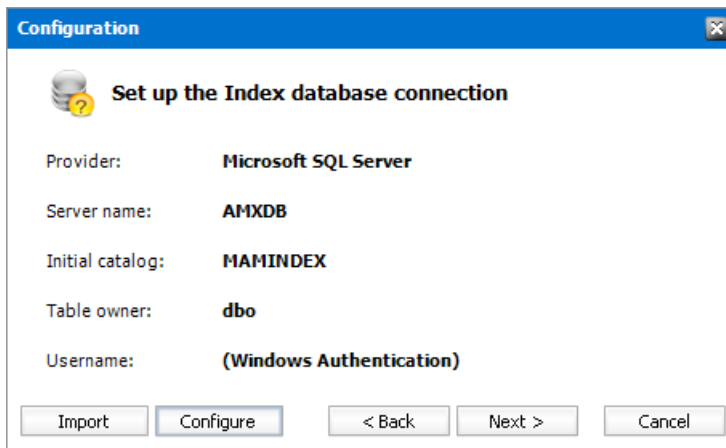 Configuration
Set up the Index database connection
Provider: Microsoft SQL Server
Server name: AMXDB
Initial catalog: MAMINDEX
Table owner: dbo
Username: (Windows Authentication)
Import Configure < Back Next > Cancel